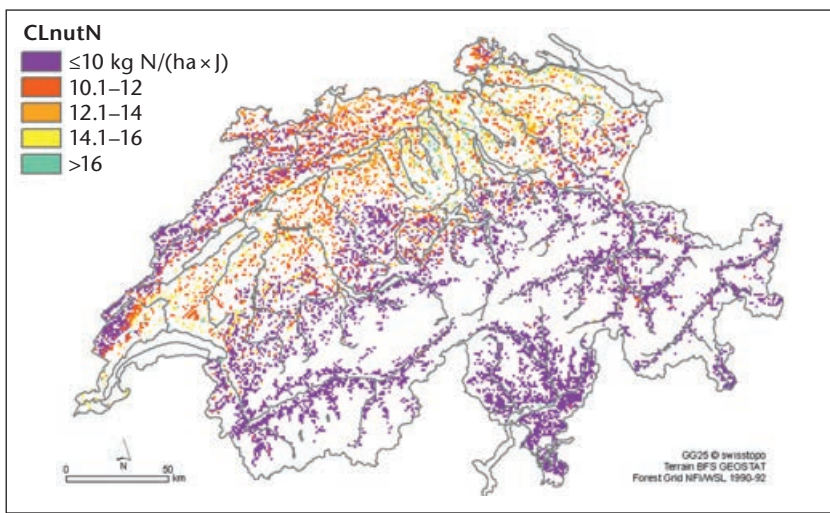 CLnutN
≤10 kg N/(ha×J)
10.1–12
12.1–14
14.1–16
>16
N
0 50
km
GG25 © swisstopo
Terrain BFS GEOSTAT
Forest Grid NFI/WSL 1990-92